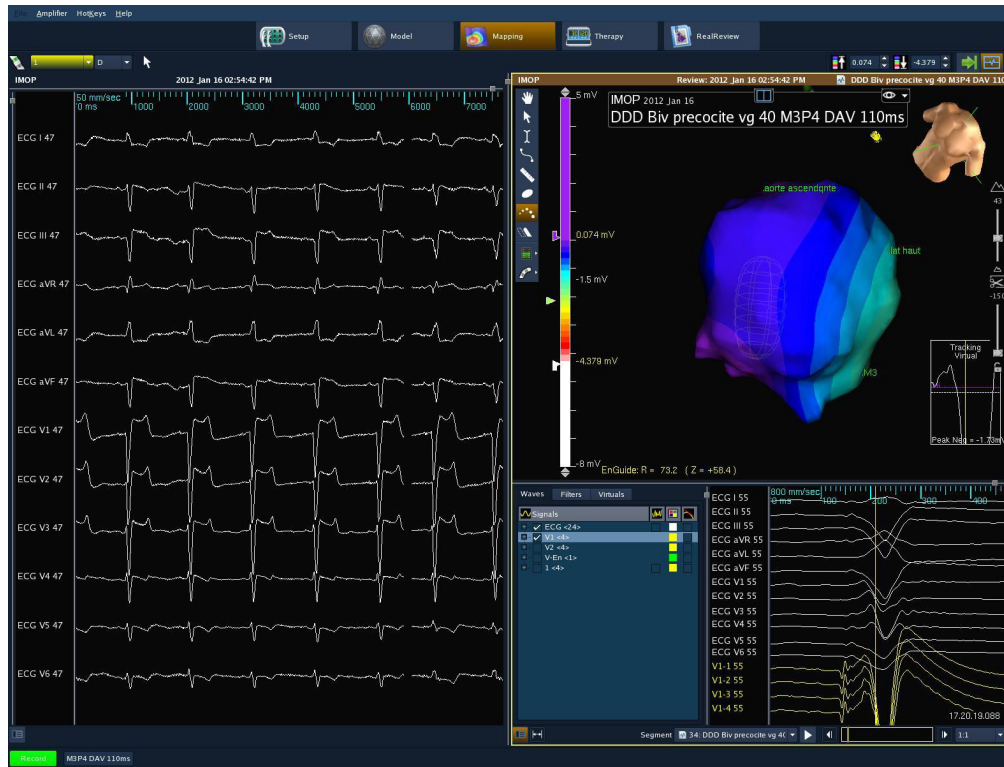 File Amplifier HotKeys Help
Setup Model Mapping Therapy RealReview
1 D 0.074 -4.379
IMOP 2012 Jan 16 02:54:42 PM
50 mm/sec
0 ms 1000 2000 3000 4000 5000 6000 7000
ECG I 47
ECG II 47
ECG III 47
ECG aVR 47
ECG aVL 47
ECG aVF 47
ECG V1 47
ECG V2 47
ECG V3 47
ECG V4 47
ECG V5 47
ECG V6 47
IMOP Review: 2012 Jan 16 02:54:42 PM DDD Biv precocite vg 40 M3P4 DAV 110
5 mV
IMOP 2012 Jan 16
DDD Biv precocite vg 40 M3P4 DAV 110ms
aorte ascendqnte
43
0.074 mV
lat haut
-1.5 mV
-150
Tracking
Virtual
-4.379 mV
M3
Peak Neg = -1.73mV
-8 mV
EnGuide: R = 73.2 ( Z = +58.4 )
Waves Filters Virtuals
Signals
ECG <24>
V1 <4>
V2 <4>
V-En <1>
1 <4>
800 mm/sec
0 ms 100 200 300 400
ECG I 55
ECG II 55
ECG III 55
ECG aVR 55
ECG aVL 55
ECG aVF 55
ECG V1 55
ECG V2 55
ECG V3 55
ECG V4 55
ECG V5 55
ECG V6 55
V1-1 55
V1-2 55
V1-3 55
V1-4 55
17.20.19.088
Segment 34: DDD Biv precocite vg 40 1:1
Record M3P4 DAV 110ms